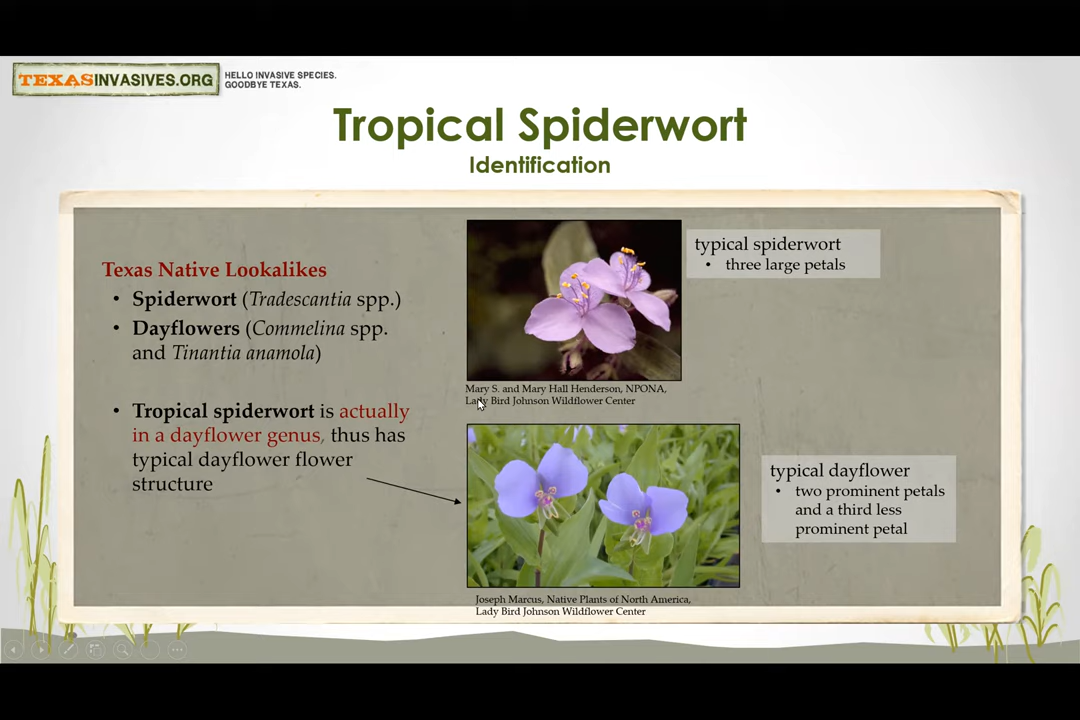 TEXASINVASIVES.ORG
HELLO INVASIVE SPECIES.
GOODBYE TEXAS.
Tropical Spiderwort
Identification
Texas Native Lookalikes
• Spiderwort (Tradescantia spp.)
• Dayflowers (Commelina spp.
and Tinantia anamola)
• Tropical spiderwort is actually
in a dayflower genus, thus has
typical dayflower flower
structure
typical spiderwort
• three large petals
Mary S. and Mary Hall Henderson, NPONA,
Lady Bird Johnson Wildflower Center
typical dayflower
• two prominent petals
and a third less
prominent petal
Joseph Marcus, Native Plants of North America,
Lady Bird Johnson Wildflower Center